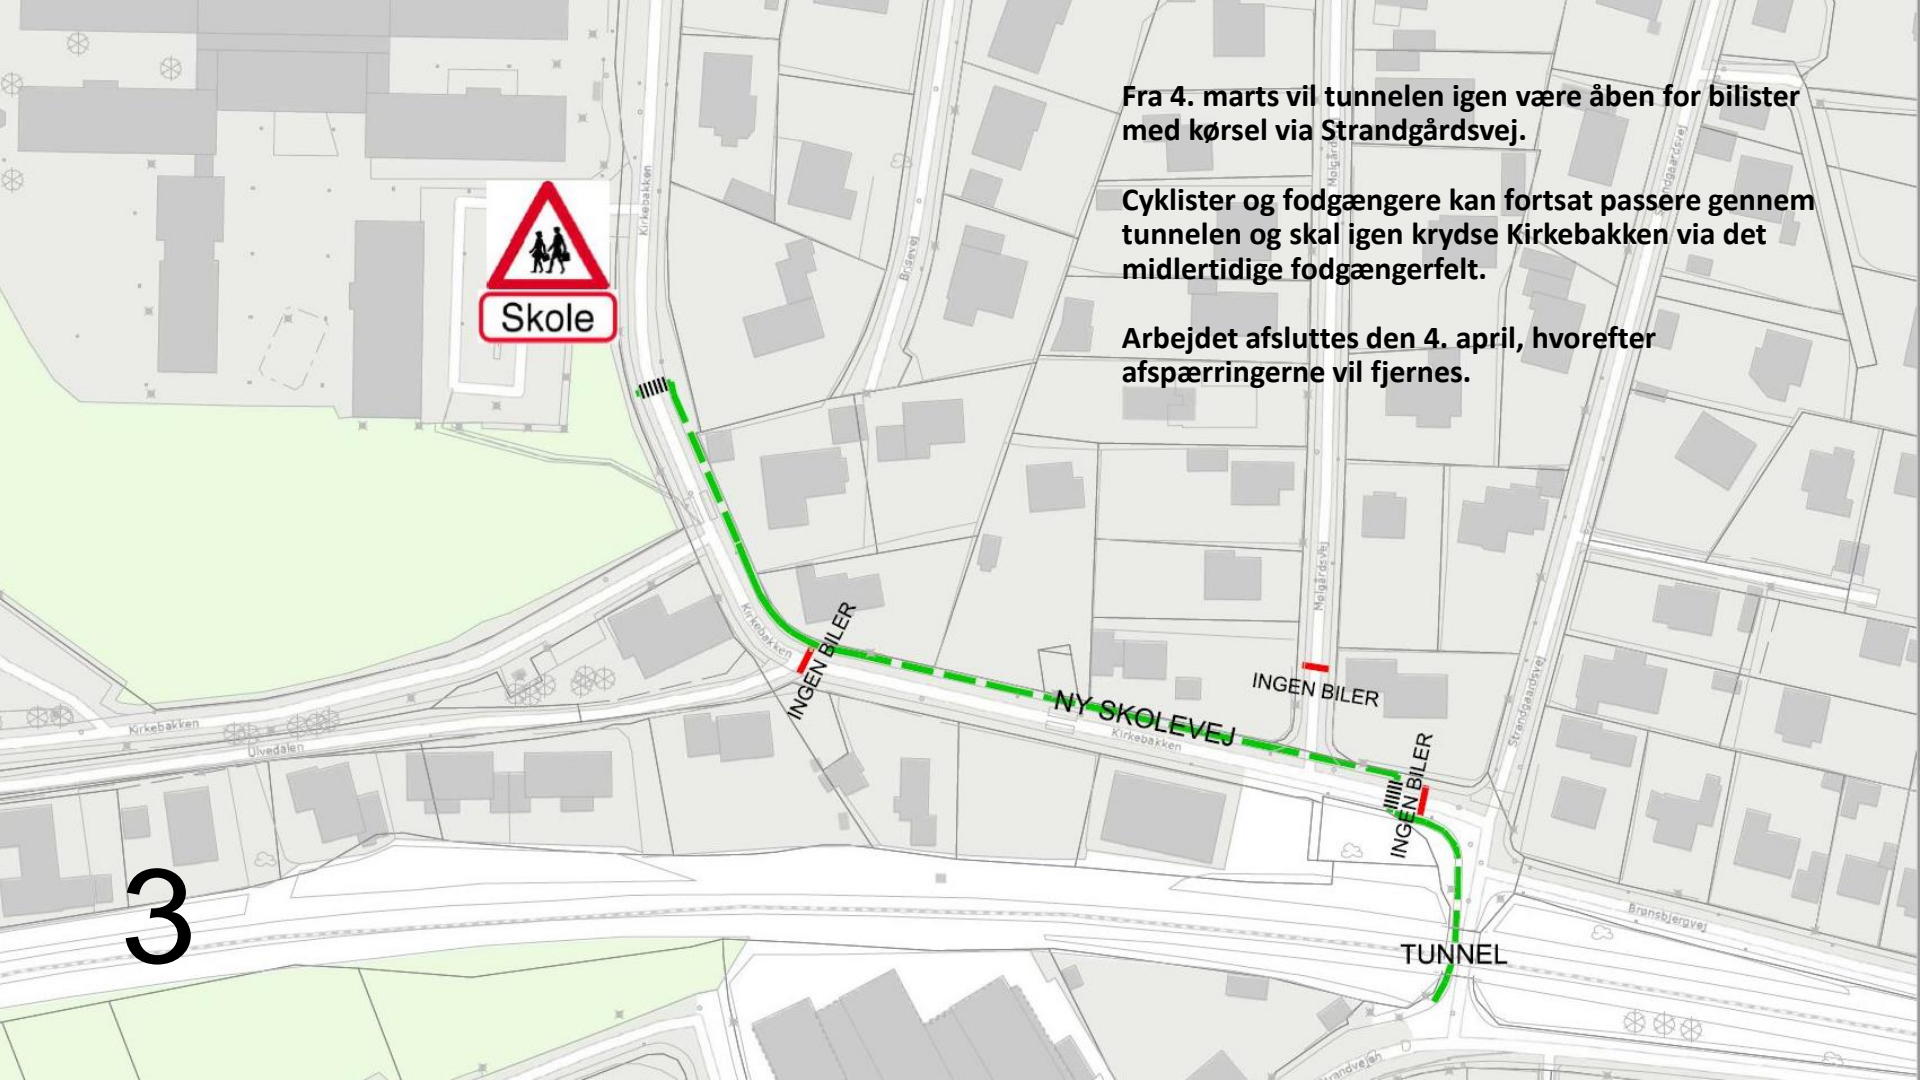 Fra 4. marts vil tunnelen igen være åben for bilister
med kørsel via Strandgårdsvej.
Cyklister og fodgængere kan fortsat passere gennem
tunnelen og skal igen krydse Kirkebakken via det
midlertidige fodgængerfelt.
Arbejdet afsluttes den 4. april, hvorefter
afspærringerne vil fjernes.
Kirkebakken
Brisevej
Skole
Mølgårdsvej
Kirkebakken
INGEN BILER
INGEN BILER
NY SKOLEVEJ
Kirkebakken
Strandgaardsvej
INGEN BILER
Kirkebakken
Ulvedalen
3
Brønsbjergvej
TUNNEL